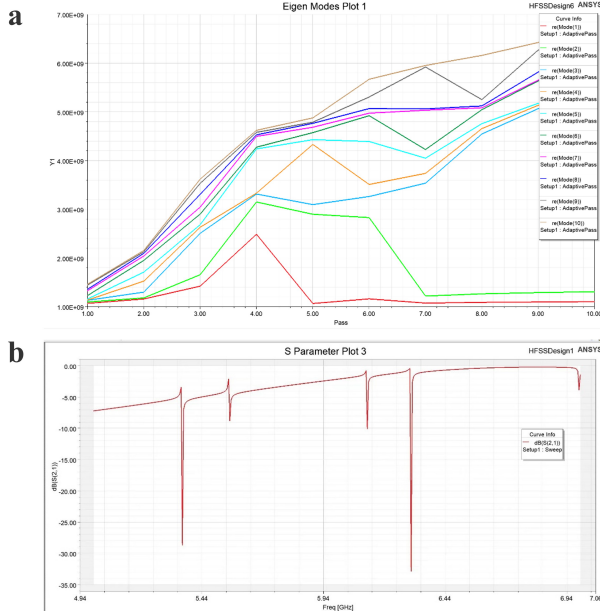 a
Eigen Modes Plot 1
HFSSDesign6 ANSYS
7.00E+09
6.00E+09
5.00E+09
4.00E+09
3.00E+09
2.00E+09
1.00E+09
Y1
1.00 2.00 3.00 4.00 5.00 6.00 7.00 8.00 9.00 10.00
Pass
Curve Info
re(Mode(1))
Setup1 : AdaptivePass
re(Mode(2))
Setup1 : AdaptivePass
re(Mode(3))
Setup1 : AdaptivePass
re(Mode(4))
Setup1 : AdaptivePass
re(Mode(5))
Setup1 : AdaptivePass
re(Mode(6))
Setup1 : AdaptivePass
re(Mode(7))
Setup1 : AdaptivePass
re(Mode(8))
Setup1 : AdaptivePass
re(Mode(9))
Setup1 : AdaptivePass
re(Mode(10))
Setup1 : AdaptivePass
b
S Parameter Plot 3
HFSSDesign1 ANSYS
0.00
-5.00
-10.00
-15.00
-20.00
-25.00
-30.00
-35.00
dB(S(2,1))
4.94 5.44 5.94 6.44 6.94 7.06
Freq [GHz]
Curve Info
dB(S(2,1))
Setup1 : Sweep